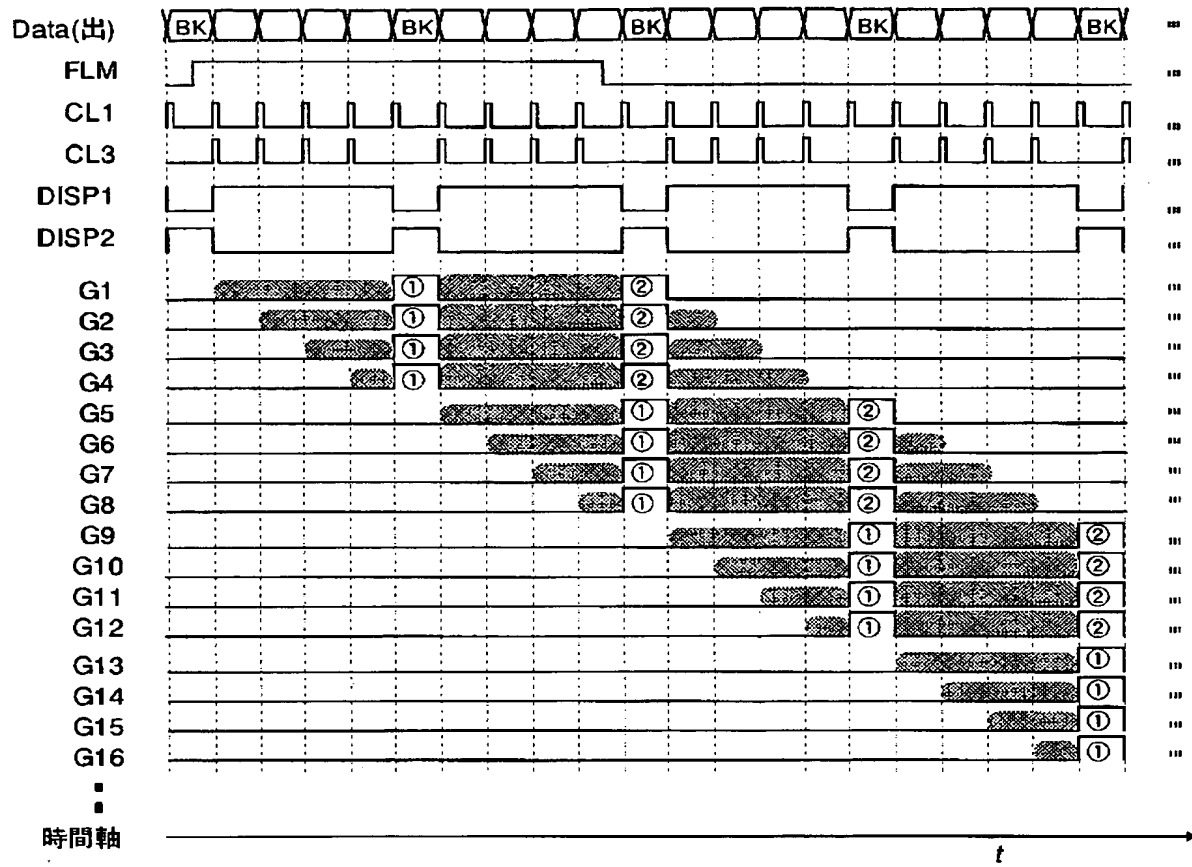 Data(出) BK BK BK BK BK ...
FLM ...
CL1 ...
CL3 ...
DISP1 ...
DISP2 ...
G1 ① ② ...
G2 ① ② ...
G3 ① ② ...
G4 ① ② ...
G5 ① ② ...
G6 ① ② ...
G7 ① ② ...
G8 ① ② ...
G9 ① ② ...
G10 ① ② ...
G11 ① ② ...
G12 ① ② ...
G13 ① ...
G14 ① ...
G15 ① ...
G16 ① ...
時間軸 t